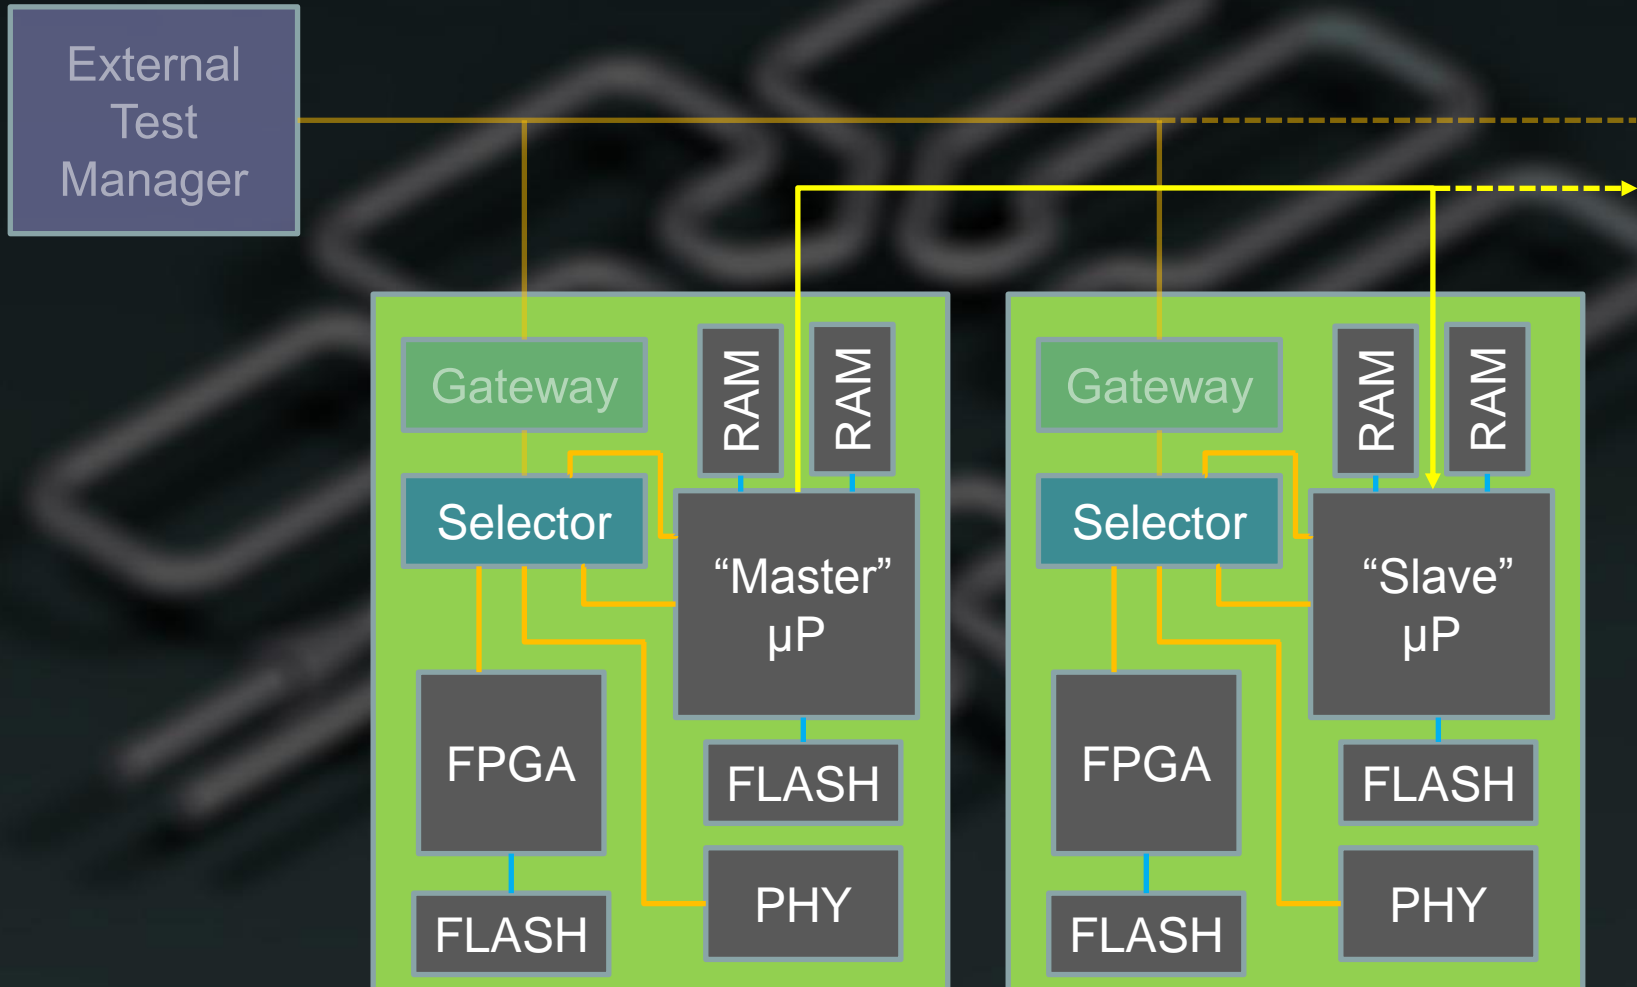 External
Test
Manager
Gateway
RAM
RAM
Selector
“Master”
µP
FPGA
FLASH
PHY
FLASH
Gateway
RAM
RAM
Selector
“Slave”
µP
FPGA
FLASH
PHY
FLASH